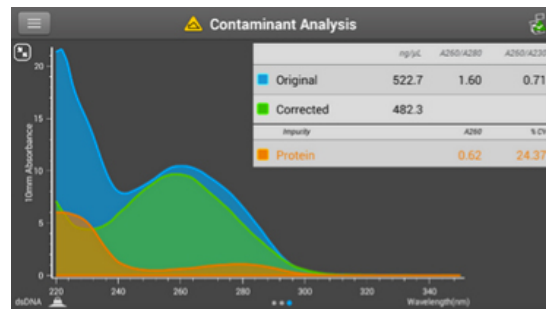 Contaminant Analysis
ng/µL A260/A280 A260/A230
Original 522.7 1.60 0.71
Corrected 482.3
Impurity A260 % CV
Protein 0.62 24.37
10mm Absorbance
20
15
10
5
0
220 240 260 280 300 320 340
dsDNA Wavelength(nm)